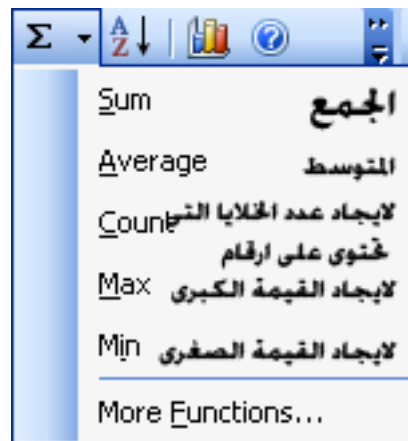 Σ A Z
Sum الجمع
Average المتوسط
Count لايجاد عدد الخلايا التي
تحتوى على ارقام
Max لايجاد القيمة الكبرى
Min لايجاد القيمة الصغرى
More Functions...